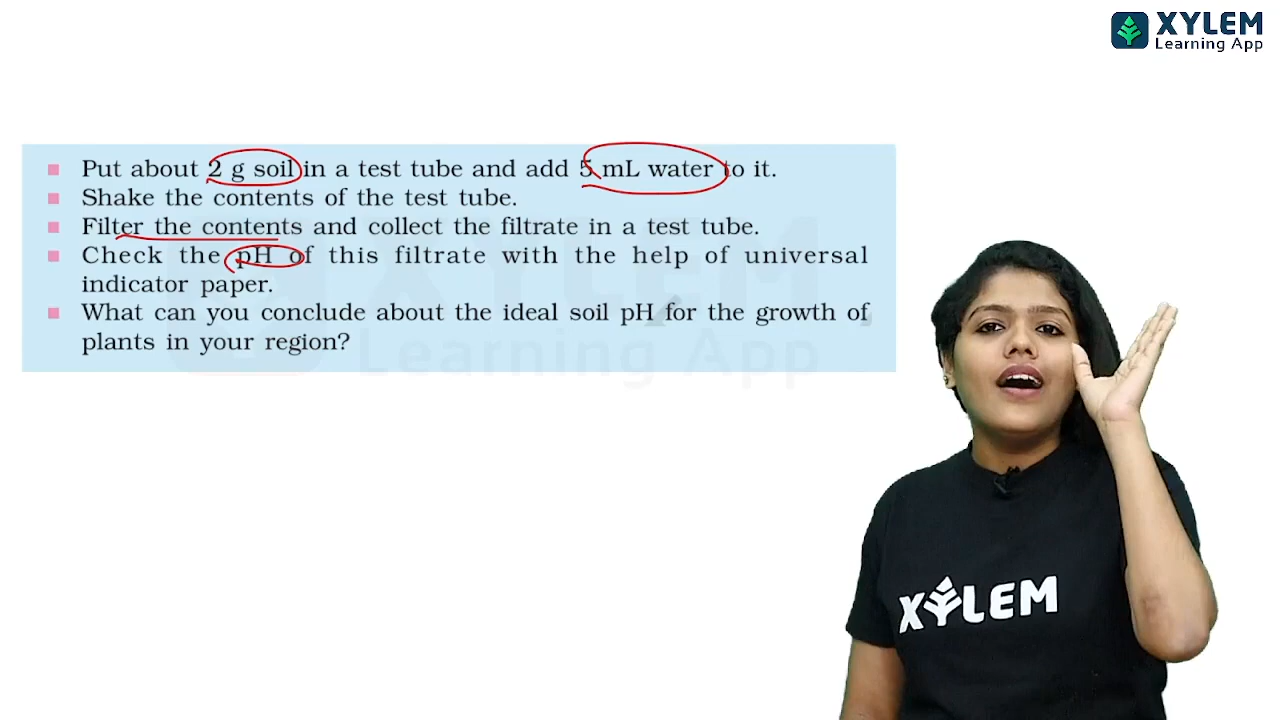 XYLEM
Learning App
Put about 2 g soil in a test tube and add 5 mL water to it.
Shake the contents of the test tube.
Filter the contents and collect the filtrate in a test tube.
Check the pH of this filtrate with the help of universal
indicator paper.
What can you conclude about the ideal soil pH for the growth of
plants in your region?
XYLEM
Learning App
XYLEM